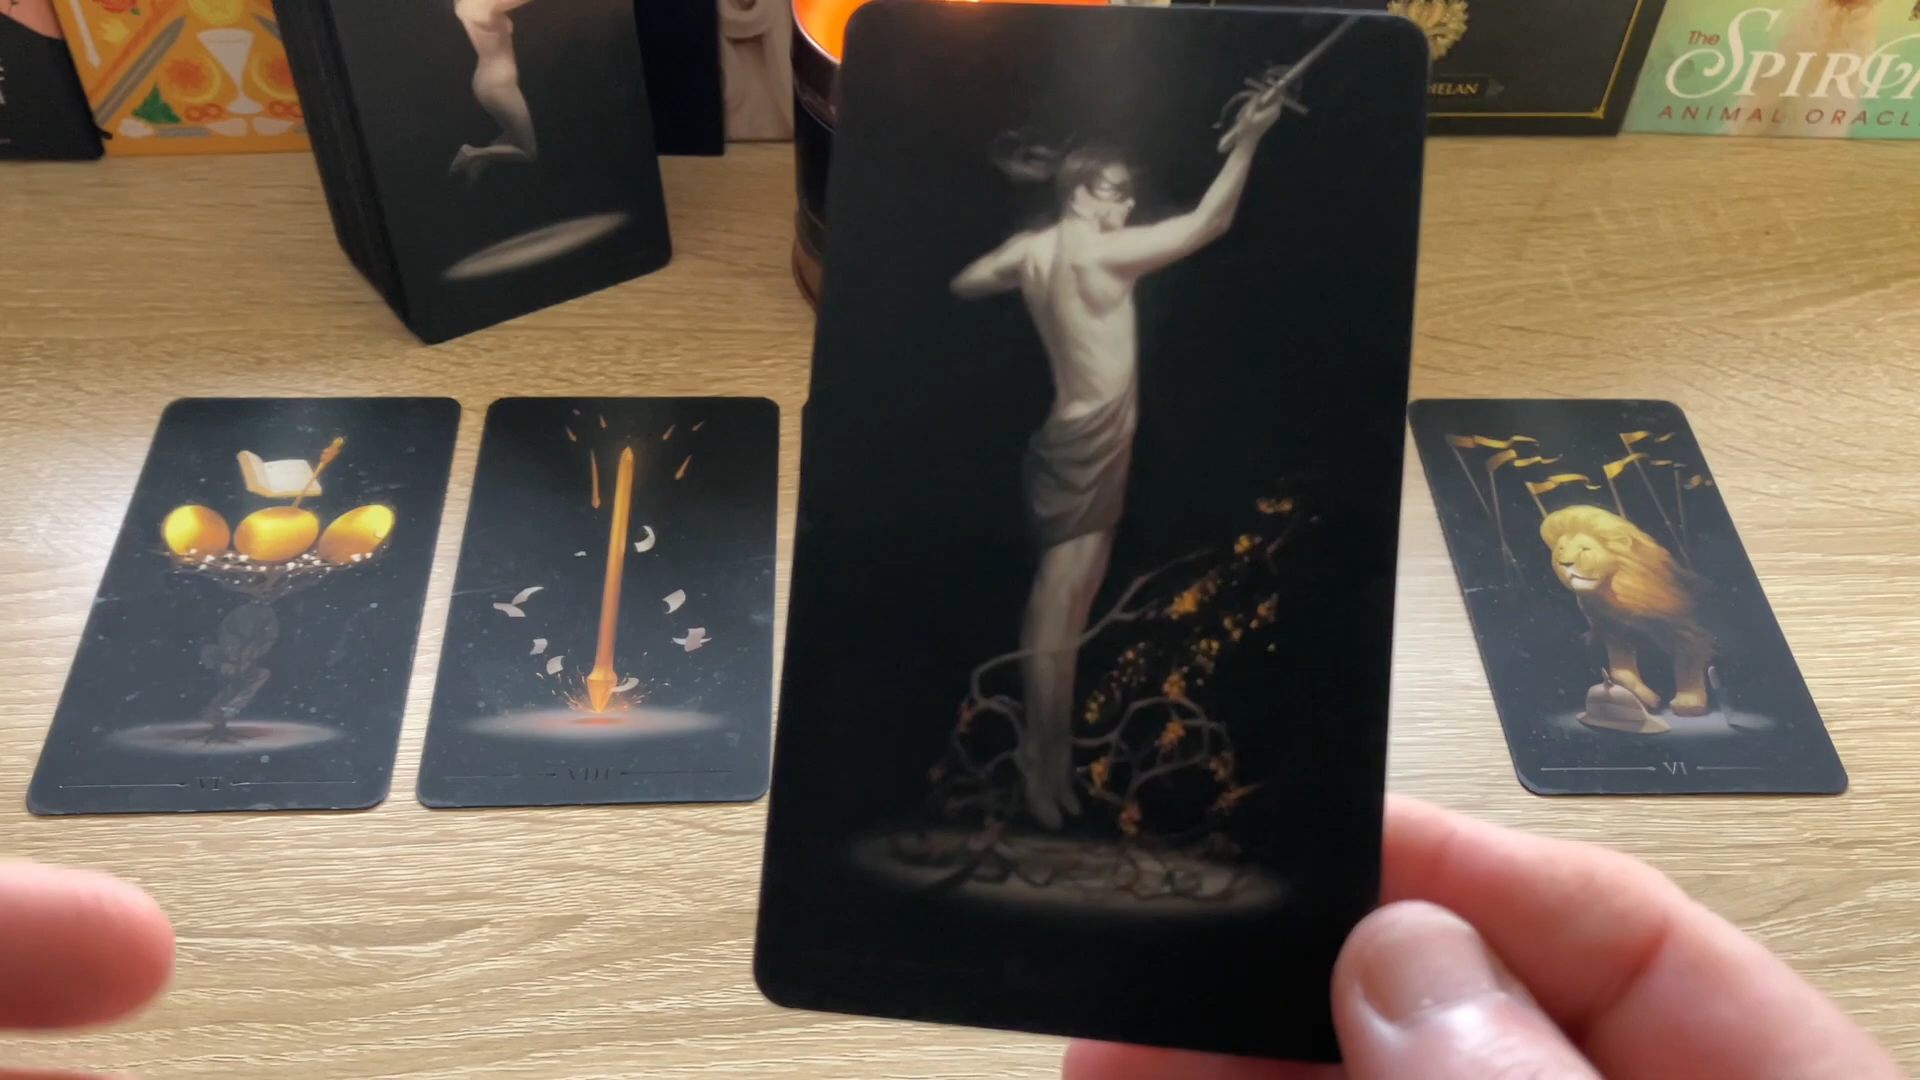 The
SPIRI
ANIMAL ORACL
HELAN
VI
VIII
VI